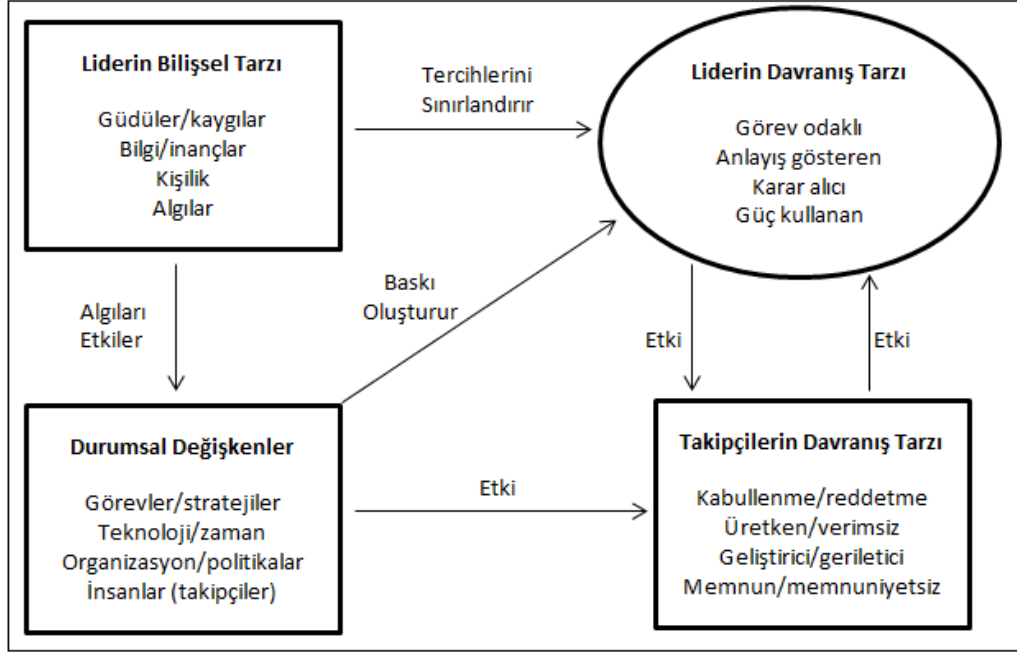 Liderin Bilişsel Tarzı
Güdüler/kaygılar
Bilgi/inançlar
Kişilik
Algılar
Tercihlerini
Sınırlandırır
Liderin Davranış Tarzı
Görev odaklı
Anlayış gösteren
Karar alıcı
Güç kullanan
Algıları
Etkiler
Baskı
Oluşturur
Etki
Etki
Durumsal Değişkenler
Görevler/stratejiler
Teknoloji/zaman
Organizasyon/politikalar
İnsanlar (takipçiler)
Etki
Takipçilerin Davranış Tarzı
Kabullenme/reddetme
Üretken/verimsiz
Geliştirici/geriletici
Memnun/memnuniyetsiz